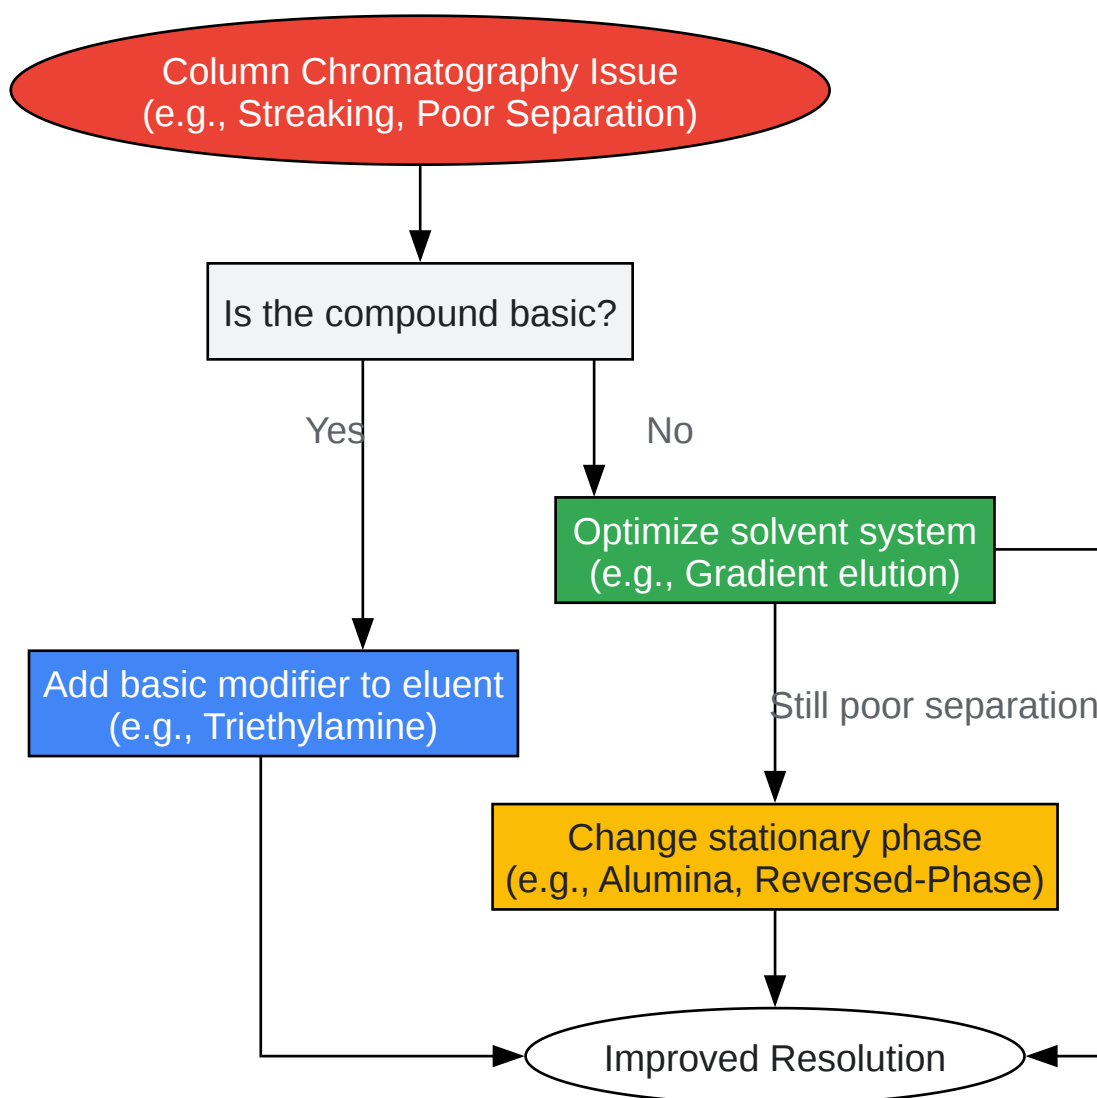 Column Chromatography Issue
(e.g., Streaking, Poor Separation)
Is the compound basic?
Yes
No
Optimize solvent system
(e.g., Gradient elution)
Add basic modifier to eluent
(e.g., Triethylamine)
Still poor separation
Change stationary phase
(e.g., Alumina, Reversed-Phase)
Improved Resolution